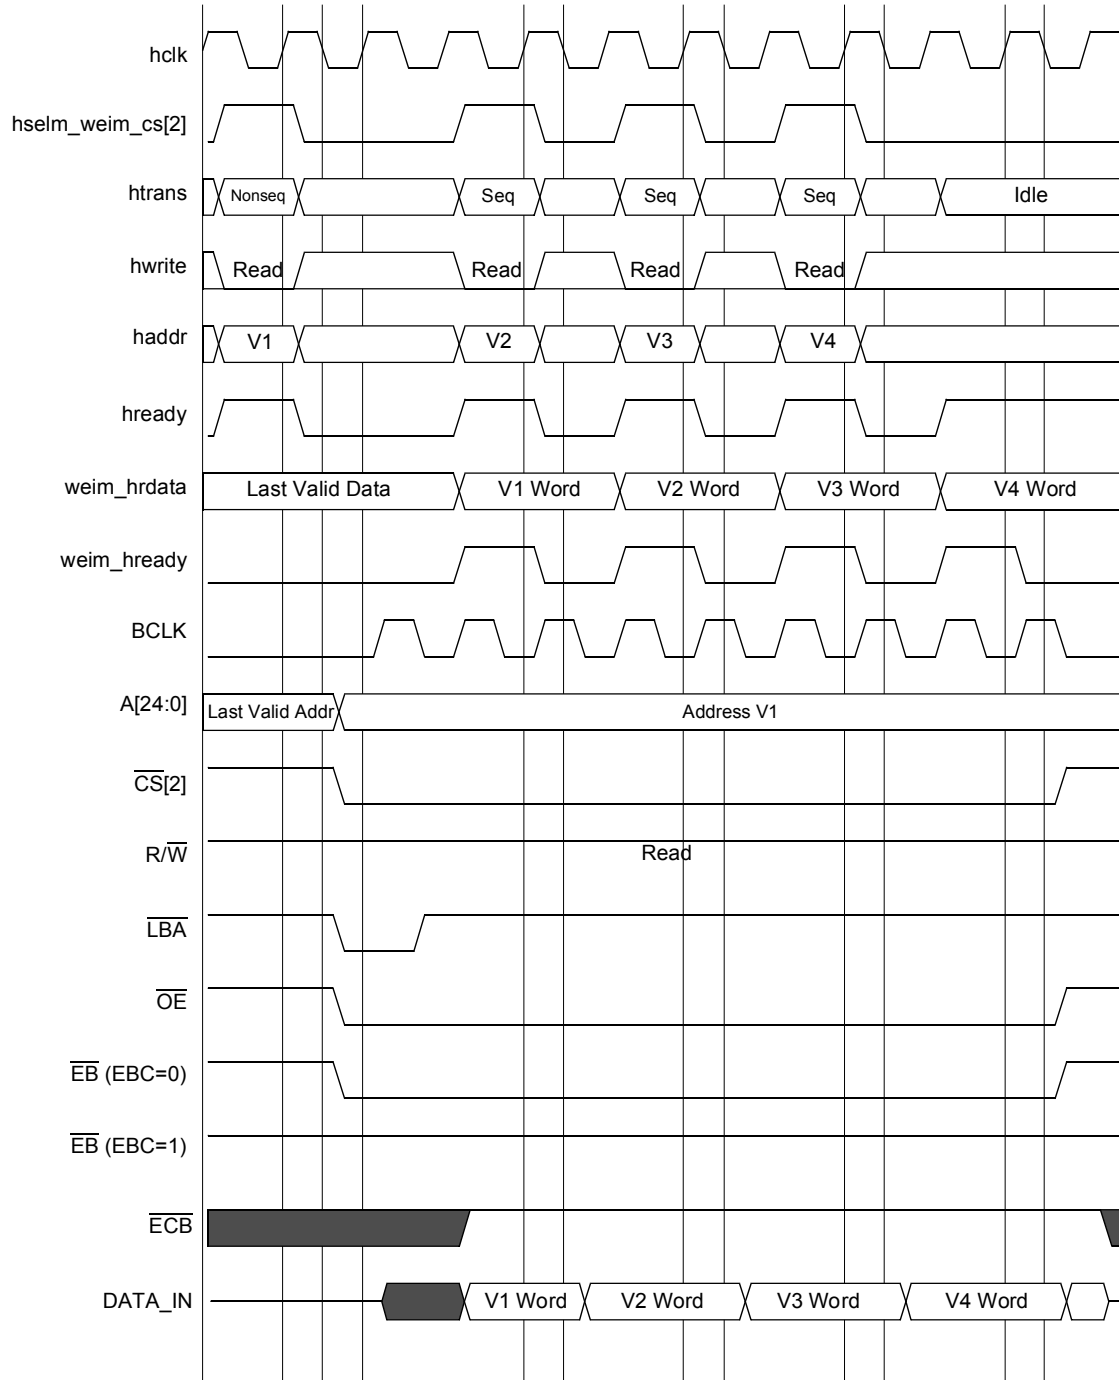 hclk
hselm_weim_cs[2]
htrans Nonseq Seq Seq Seq Idle
hwrite Read Read Read Read
haddr V1 V2 V3 V4
hready
weim_hrdata Last Valid Data V1 Word V2 Word V3 Word V4 Word
weim_hready
BCLK
A[24:0] Last Valid Addr Address V1
CS[2]
R/W Read
LBA
OE
EB (EBC=0)
EB (EBC=1)
ECB
DATA_IN V1 Word V2 Word V3 Word V4 Word